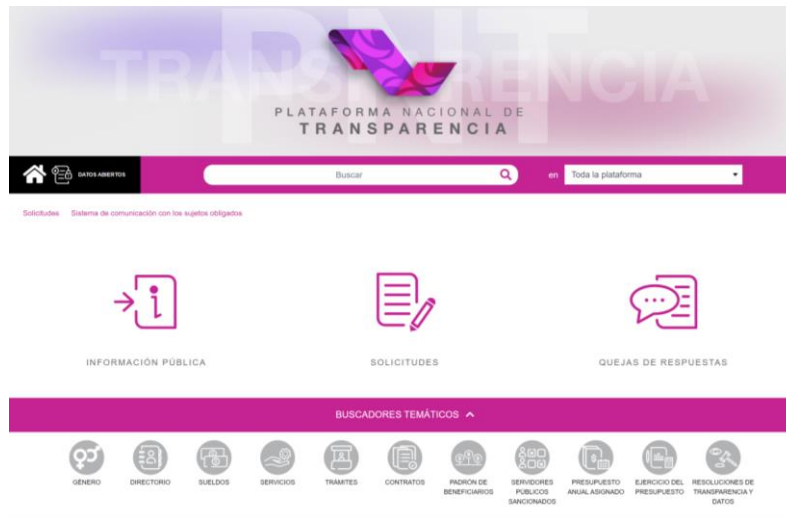 PNT
TRANSPARENCIA
PLATAFORMA NACIONAL DE
TRANSPARENCIA
DATOS ABIERTOS
Buscar
en
Toda la plataforma
Solicitudes
Sistema de comunicación con los sujetos obligados
INFORMACIÓN PÚBLICA
SOLICITUDES
QUEJAS DE RESPUESTAS
BUSCADORES TEMÁTICOS
GÉNERO
DIRECTORIO
SUELDOS
SERVICIOS
TRÁMITES
CONTRATOS
PADRÓN DE
BENEFICIARIOS
SERVIDORES
PÚBLICOS
SANCIONADOS
PRESUPUESTO
ANUAL ASIGNADO
EJERCICIO DEL
PRESUPUESTO
RESOLUCIONES DE
TRANSPARENCIA Y
DATOS